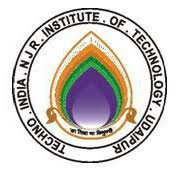 TECHNO INDIA . N.J.R. INSTITUTE . OF . TECHNOLOGY . UDAIPUR